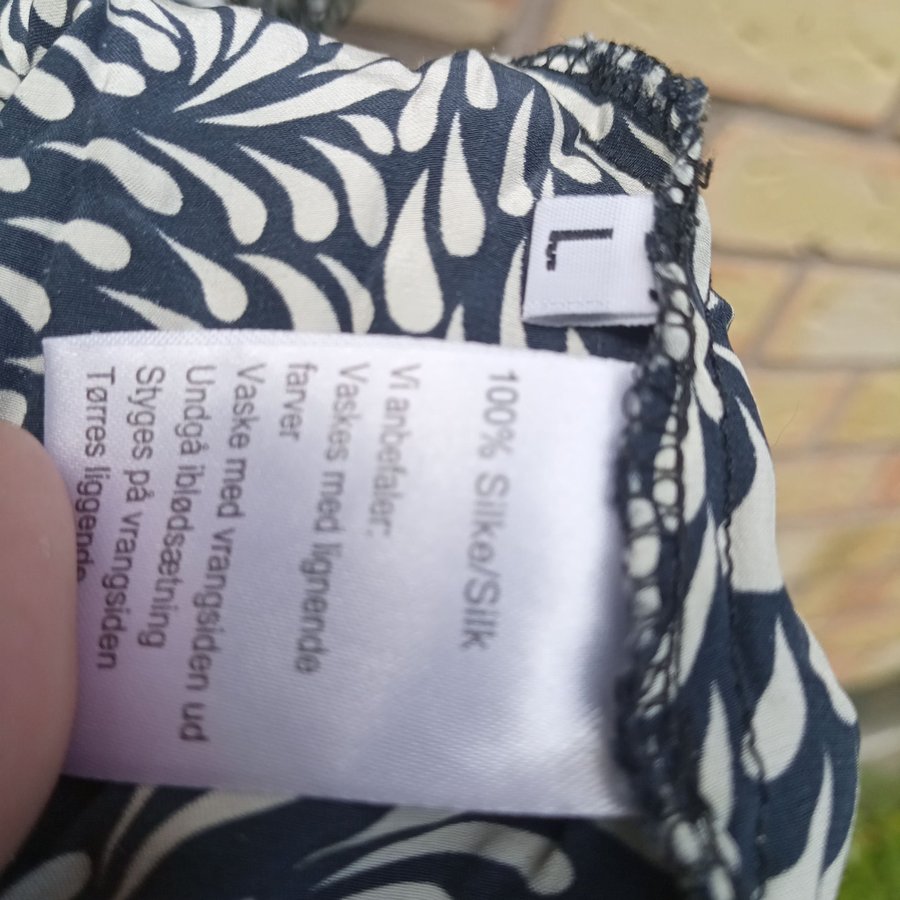 L
100% Silke/Silk
Vi anbefaler:
Vaskes med lignende
farver
Vaske med vrangsiden ud
Undgå iblødsætning
Styges på vrangsiden
Tørres liggende